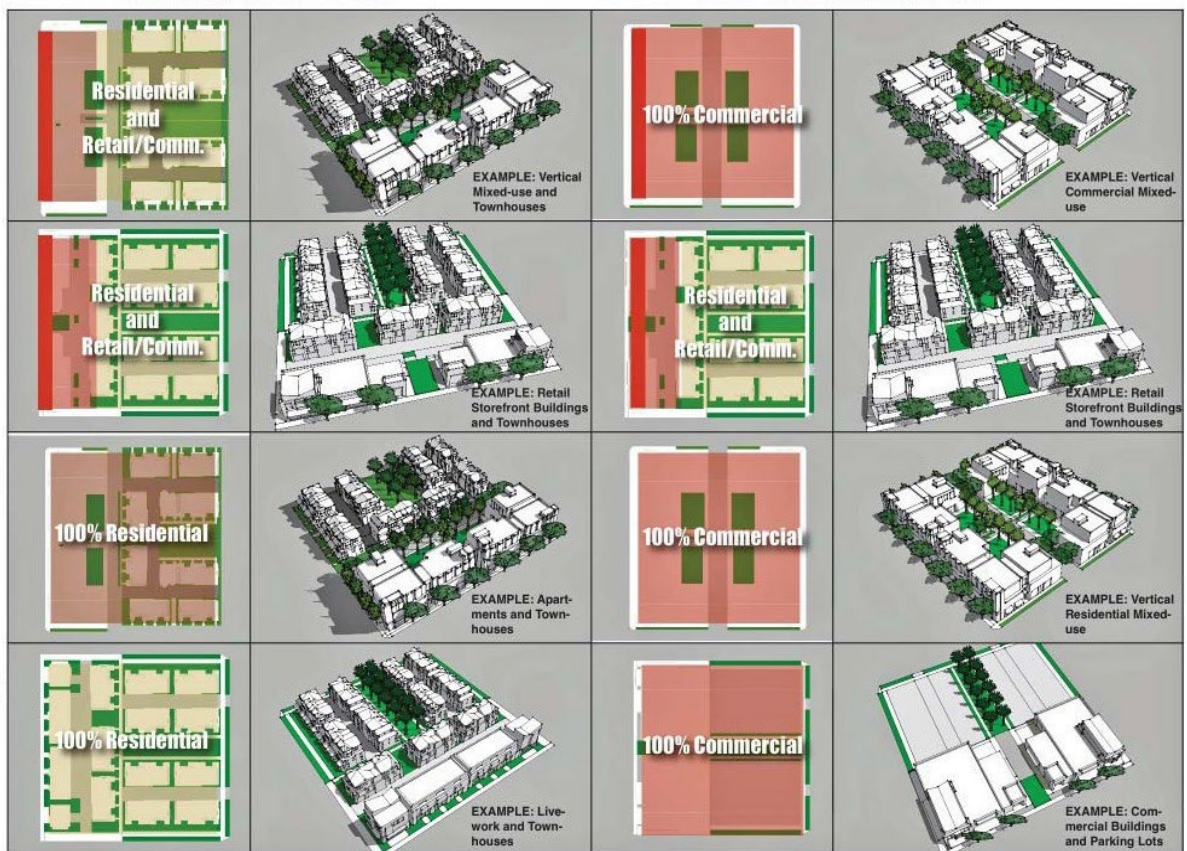 Residential
and
Retail/Comm.
EXAMPLE: Vertical
Mixed-use and
Townhouses
100% Commercial
EXAMPLE: Vertical
Commercial Mixed-
use
Residential
and
Retail/Comm.
EXAMPLE: Retail
Storefront Buildings
and Townhouses
Residential
and
Retail/Comm.
EXAMPLE: Retail
Storefront Buildings
and Townhouses
100% Residential
EXAMPLE: Apart-
ments and Town-
houses
100% Commercial
EXAMPLE: Vertical
Residential Mixed-
use
100% Residential
EXAMPLE: Live-
work and Town-
houses
100% Commercial
EXAMPLE: Com-
mercial Buildings
and Parking Lots